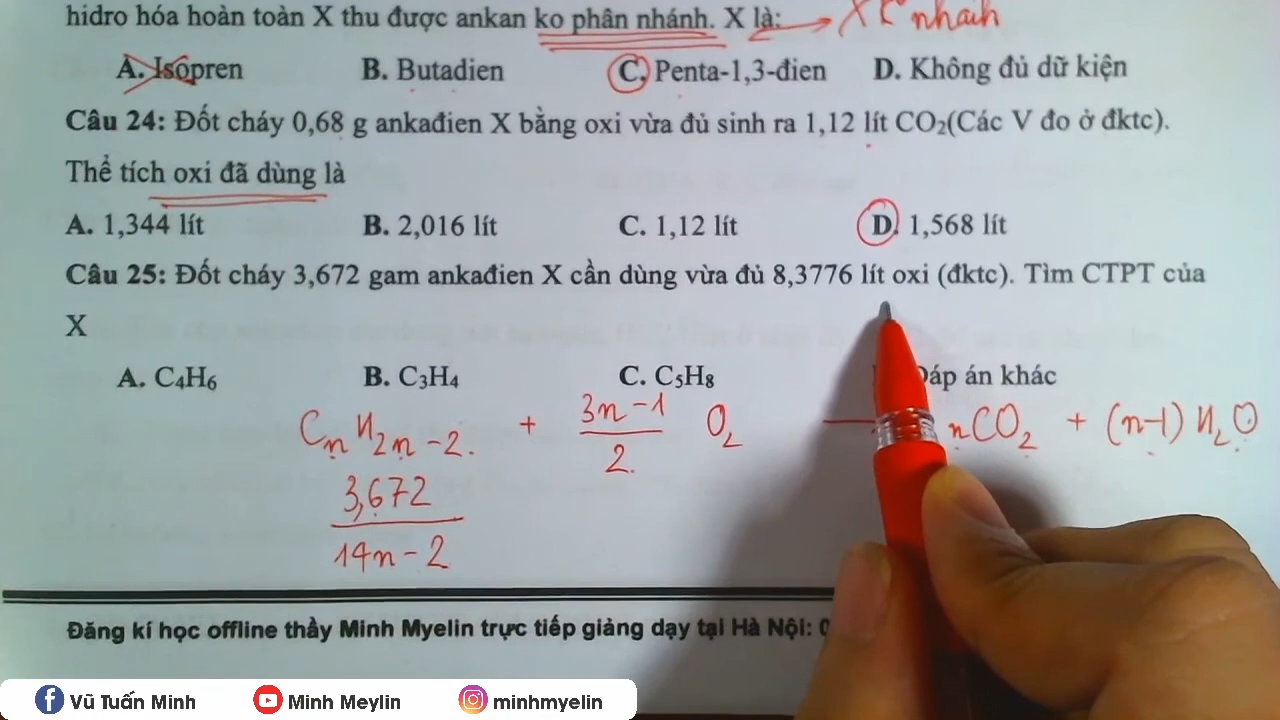 hidro hóa hoàn toàn X thu được ankan ko phân nhánh. X là: → X K° nhánh
A. Isopren B. Butadien C. Penta-1,3-đien D. Không đủ dữ kiện
Câu 24: Đốt cháy 0,68 g ankađien X bằng oxi vừa đủ sinh ra 1,12 lít CO₂(Các V đo ở đktc).
Thể tích oxi đã dùng là
A. 1,344 lít B. 2,016 lít C. 1,12 lít D. 1,568 lít
Câu 25: Đốt cháy 3,672 gam ankađien X cần dùng vừa đủ 8,3776 lít oxi (đktc). Tìm CTPT của
X
A. C₄H₆ B. C₃H₄ C. C₅H₈ Đáp án khác
CnH2n-2 + (3n-1)/2 O₂ nCO₂ + (n-1) H₂O
3,672
14n-2
Đăng kí học offline thầy Minh Myelin trực tiếp giảng dạy tại Hà Nội: 0
Vũ Tuấn Minh Minh Meylin minhmyelin